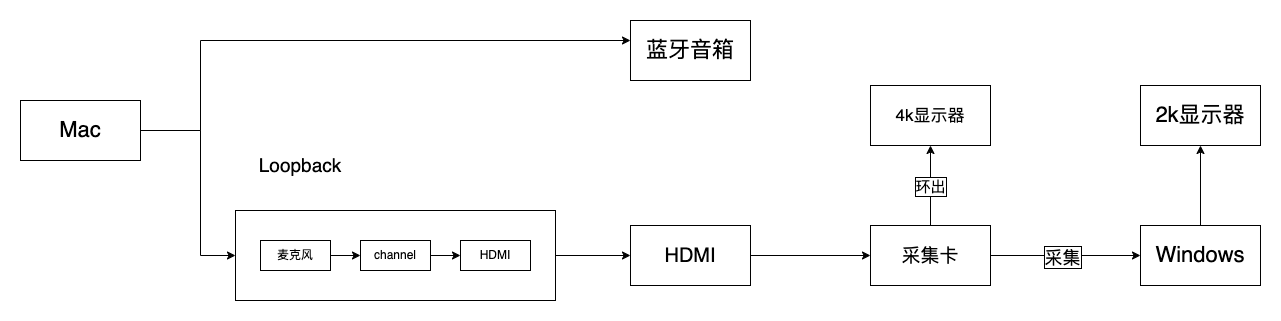 蓝牙音箱
Mac
4k显示器
2k显示器
Loopback
环出
麦克风
channel
HDMI
HDMI
采集卡
采集
Windows